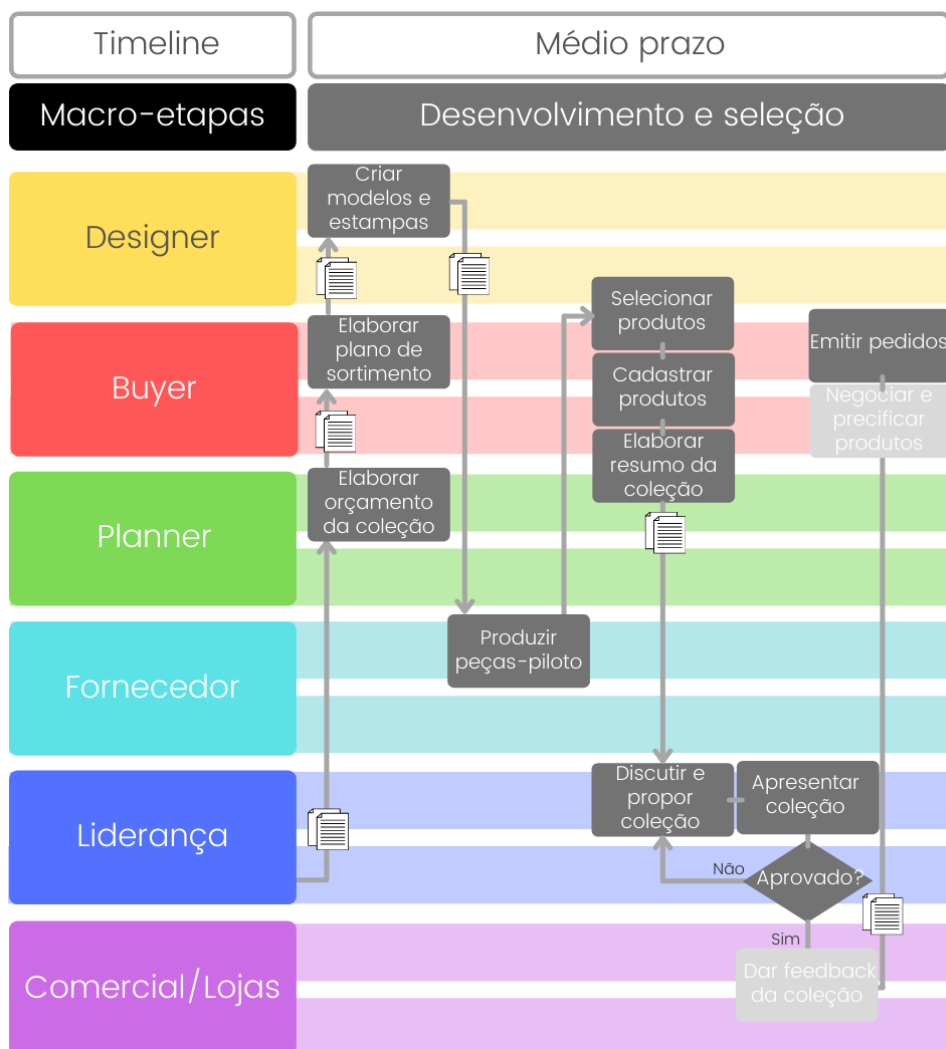 Timeline
Médio prazo
Macro-etapas
Desenvolvimento e seleção
Designer
Criar
modelos e
estampas
Buyer
Elaborar
plano de
sortimento
Selecionar
produtos
Cadastrar
produtos
Elaborar
resumo da
coleção
Emitir pedidos
Negociar e
precificar
produtos
Planner
Elaborar
orçamento
da coleção
Fornecedor
Produzir
peças-piloto
Liderança
Discutir e
propor
coleção
Apresentar
coleção
Não
Aprovado?
Sim
Comercial/Lojas
Dar feedback
da coleção